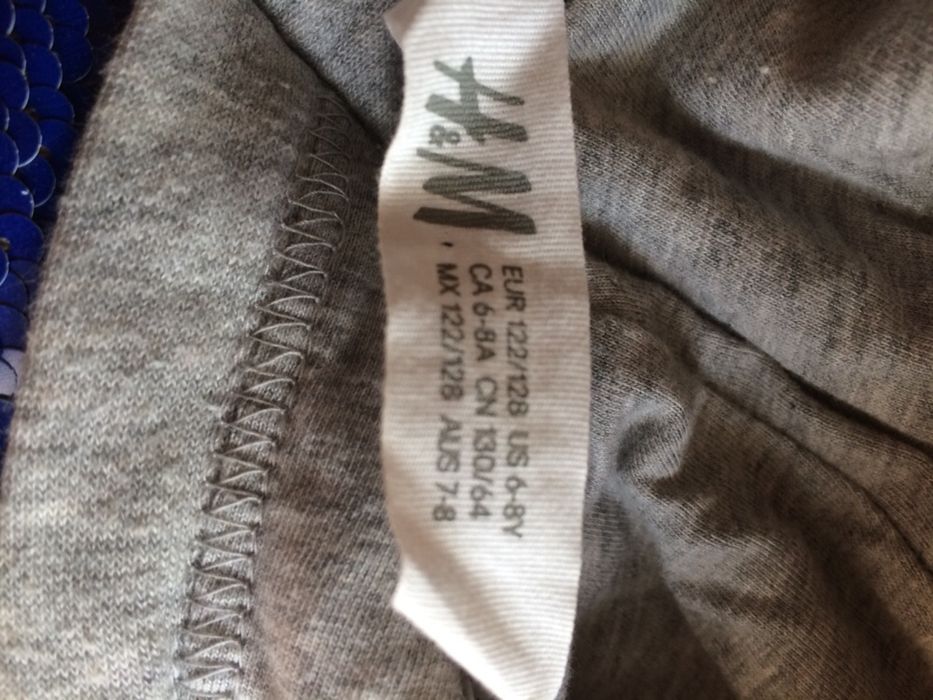 H&M
EUR 122/128 US 6-8Y
CA 6-8A CN 130/64
MX 122/128 AUS 7-8